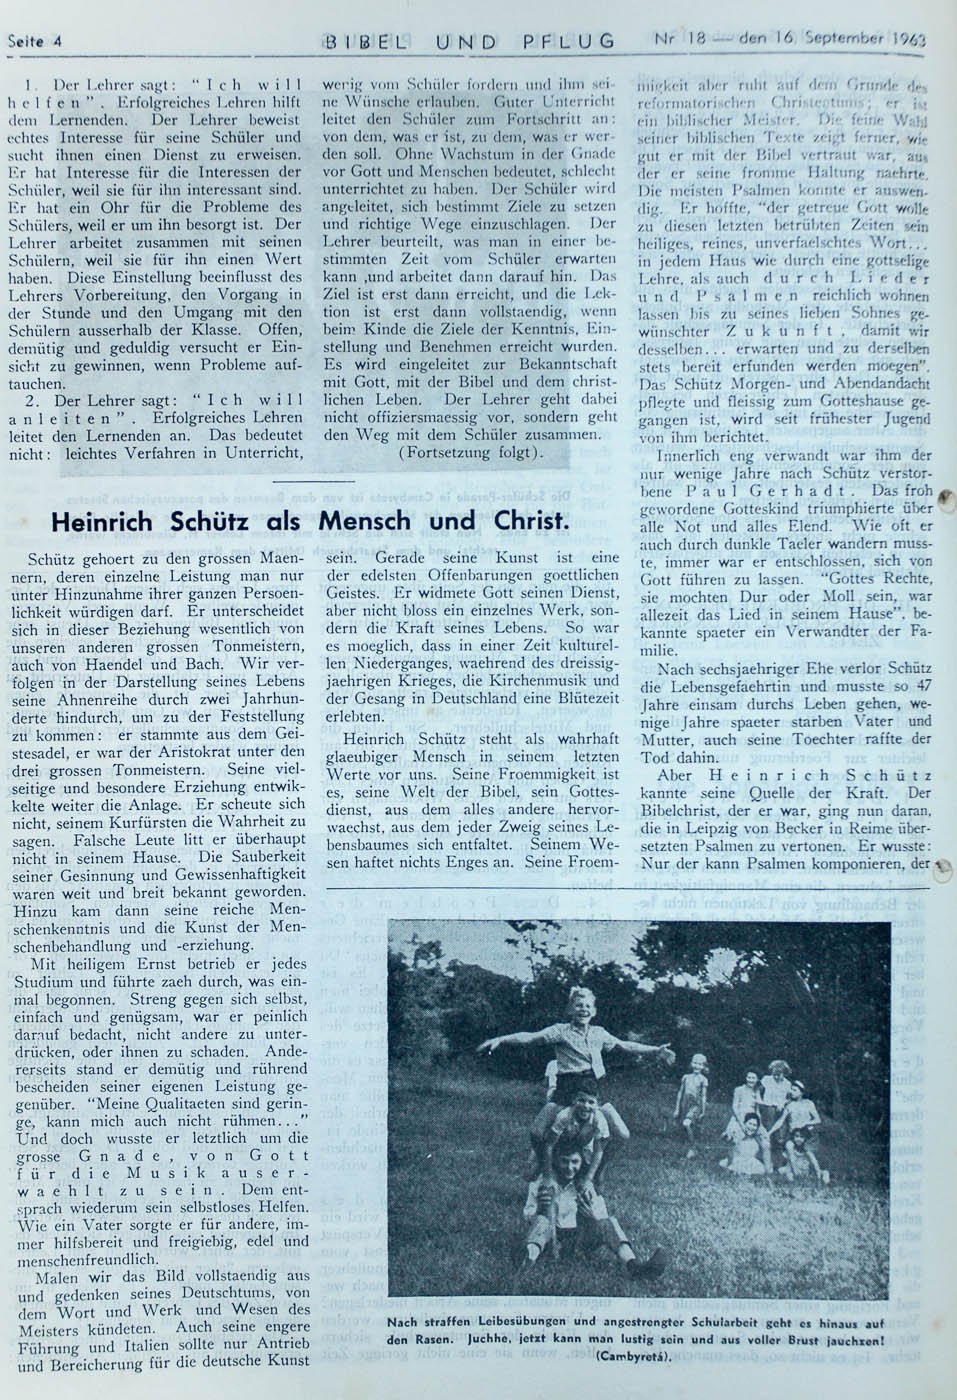 Seite 4
BIBEL UND PFLUG
Nr 18 — den 16. September 1963
1. Der Lehrer sagt: "Ich will
helfen". Erfolgreiches Lehren hilft
dem Lernenden. Der Lehrer beweist
echtes Interesse für seine Schüler und
sucht ihnen einen Dienst zu erweisen.
Er hat Interesse für die Interessen der
Schüler, weil sie für ihn interessant sind.
Er hat ein Ohr für die Probleme des
Schülers, weil er um ihn besorgt ist. Der
Lehrer arbeitet zusammen mit seinen
Schülern, weil sie für ihn einen Wert
haben. Diese Einstellung beeinflusst des
Lehrers Vorbereitung, den Vorgang in
der Stunde und den Umgang mit den
Schülern ausserhalb der Klasse. Offen,
demütig und geduldig versucht er Ein-
sicht zu gewinnen, wenn Probleme auf-
tauchen.
2. Der Lehrer sagt: "Ich will
anleiten". Erfolgreiches Lehren
leitet den Lernenden an. Das bedeutet
nicht: leichtes Verfahren in Unterricht,
wenig vom Schüler fordern und ihm sei-
ne Wünsche erlauben. Guter Unterricht
leitet den Schüler zum Fortschritt an:
von dem, was er ist, zu dem, was er wer-
den soll. Ohne Wachstum in der Gnade
vor Gott und Menschen bedeutet, schlecht
unterrichtet zu haben. Der Schüler wird
angeleitet, sich bestimmt Ziele zu setzen
und richtige Wege einzuschlagen. Der
Lehrer beurteilt, was man in einer be-
stimmten Zeit vom Schüler erwarten
kann ,und arbeitet dann darauf hin. Das
Ziel ist erst dann erreicht, und die Lek-
tion ist erst dann vollstaendig, wenn
beim Kinde die Ziele der Kenntnis, Ein-
stellung und Benehmen erreicht wurden.
Es wird eingeleitet zur Bekanntschaft
mit Gott, mit der Bibel und dem christ-
lichen Leben. Der Lehrer geht dabei
nicht offiziersmaessig vor, sondern geht
den Weg mit dem Schüler zusammen.
(Fortsetzung folgt).
Heinrich Schütz als Mensch und Christ.
Schütz gehoert zu den grossen Maen-
nern, deren einzelne Leistung man nur
unter Hinzunahme ihrer ganzen Persoen-
lichkeit würdigen darf. Er unterscheidet
sich in dieser Beziehung wesentlich von
unseren anderen grossen Tonmeistern,
auch von Haendel und Bach. Wir ver-
folgen in der Darstellung seines Lebens
seine Ahnenreihe durch zwei Jahrhun-
derte hindurch, um zu der Feststellung
zu kommen: er stammte aus dem Gei-
stesadel, er war der Aristokrat unter den
drei grossen Tonmeistern. Seine viel-
seitige und besondere Erziehung entwik-
kelte weiter die Anlage. Er scheute sich
nicht, seinem Kurfürsten die Wahrheit zu
sagen. Falsche Leute litt er überhaupt
nicht in seinem Hause. Die Sauberkeit
seiner Gesinnung und Gewissenhaftigkeit
waren weit und breit bekannt geworden.
Hinzu kam dann seine reiche Men-
schenkenntnis und die Kunst der Men-
schenbehandlung und -erziehung.
Mit heiligem Ernst betrieb er jedes
Studium und führte zaeh durch, was ein-
mal begonnen. Streng gegen sich selbst,
einfach und genügsam, war er peinlich
darauf bedacht, nicht andere zu unter-
drücken, oder ihnen zu schaden. Ande-
rerseits stand er demütig und rührend
bescheiden seiner eigenen Leistung ge-
genüber. "Meine Qualitaeten sind gerin-
ge, kann mich auch nicht rühmen..."
Und doch wusste er letztlich um die
grosse Gnade, von Gott
für die Musik auser-
waehlt zu sein. Dem ent-
sprach wiederum sein selbstloses Helfen.
Wie ein Vater sorgte er für andere, im-
mer hilfsbereit und freigiebig, edel und
menschenfreundlich.
Malen wir das Bild vollstaendig aus
und gedenken seines Deutschtums, von
dem Wort und Werk und Wesen des
Meisters kündeten. Auch seine engere
Führung und Italien sollte nur Antrieb
und Bereicherung für die deutsche Kunst
sein. Gerade seine Kunst ist eine
der edelsten Offenbarungen goettlichen
Geistes. Er widmete Gott seinen Dienst,
aber nicht bloss ein einzelnes Werk, son-
dern die Kraft seines Lebens. So war
es moeglich, dass in einer Zeit kulturel-
len Niederganges, waehrend des dreissig-
jaehrigen Krieges, die Kirchenmusik und
der Gesang in Deutschland eine Blütezeit
erlebten.
Heinrich Schütz steht als wahrhaft
glaeubiger Mensch in seinem letzten
Werte vor uns. Seine Froemmigkeit ist
es, seine Welt der Bibel, sein Gottes-
dienst, aus dem alles andere hervor-
waechst, aus dem jeder Zweig seines Le-
bensbaumes sich entfaltet. Seinem We-
sen haftet nichts Enges an. Seine Froem-
migkeit aber ruht auf dem Grunde des
reformatorischen Christentums; er ist
ein biblischer Meister. Die feine Wahl
seiner biblischen Texte zeigt ferner, wie
gut er mit der Bibel vertraut war, aus
der er seine fromme Haltung naehrte.
Die meisten Psalmen konnte er auswen-
dig. Er hoffte, "der getreue Gott wolle
zu diesen letzten betrübten Zeiten sein
heiliges, reines, unverfaelschtes Wort...
in jedem Haus wie durch eine gottselige
Lehre, als auch durch Lieder
und Psalmen reichlich wohnen
lassen bis zu seines lieben Sohnes ge-
wünschter Zukunft, damit wir
desselben... erwarten und zu derselben
stets bereit erfunden werden moegen".
Das Schütz Morgen- und Abendandacht
pflegte und fleissig zum Gotteshause ge-
gangen ist, wird seit frühester Jugend
von ihm berichtet.
Innerlich eng verwandt war ihm der
nur wenige Jahre nach Schütz verstor-
bene Paul Gerhadt. Das froh
gewordene Gotteskind triumphierte über
alle Not und alles Elend. Wie oft er
auch durch dunkle Taeler wandern muss-
te, immer war er entschlossen, sich von
Gott führen zu lassen. "Gottes Rechte,
sie mochten Dur oder Moll sein, war
allezeit das Lied in seinem Hause", be-
kannte spaeter ein Verwandter der Fa-
milie.
Nach sechsjaehriger Ehe verlor Schütz
die Lebensgefaehrtin und musste so 47
Jahre einsam durchs Leben gehen, we-
nige Jahre spaeter starben Vater und
Mutter, auch seine Toechter raffte der
Tod dahin.
Aber Heinrich Schütz
kannte seine Quelle der Kraft. Der
Bibelchrist, der er war, ging nun daran,
die in Leipzig von Becker in Reime über-
setzten Psalmen zu vertonen. Er wusste:
Nur der kann Psalmen komponieren, der
Nach straffen Leibesübungen und angestrengter Schularbeit geht es hinaus auf
den Rasen. Juchhe, jetzt kann man lustig sein und aus voller Brust jauchzen!
(Cambyretá).